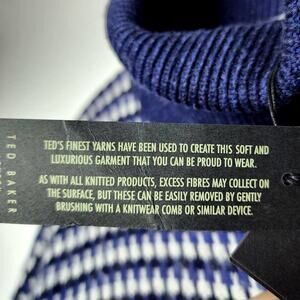 TED'S FINEST YARNS HAVE BEEN USED TO CREATE THIS SOFT AND
LUXURIOUS GARMENT THAT YOU CAN BE PROUD TO WEAR.
AS WITH ALL KNITTED PRODUCTS, EXCESS FIBRES MAY COLLECT ON
THE SURFACE, BUT THESE CAN BE EASILY REMOVED BY GENTLY
BRUSHING WITH A KNITWEAR COMB OR SIMILAR DEVICE.
TED BAKER